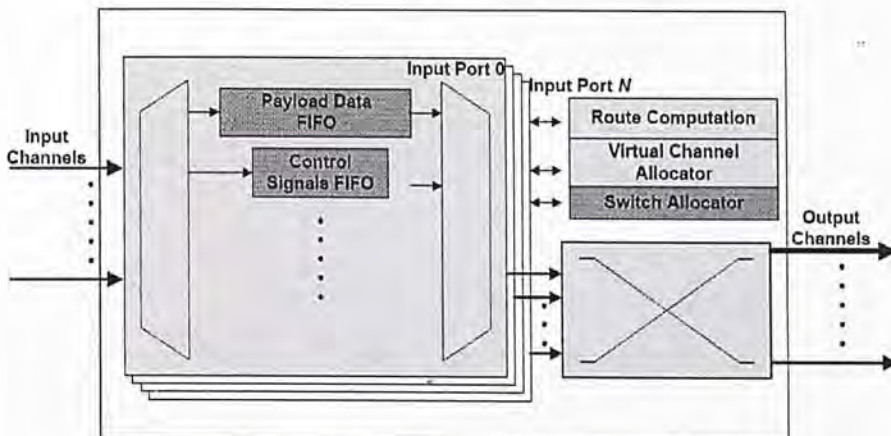 Input Port 0
Input Port N
Payload Data
FIFO
Control
Signals FIFO
Input
Channels
Route Computation
Virtual Channel
Allocator
Switch Allocator
Output
Channels